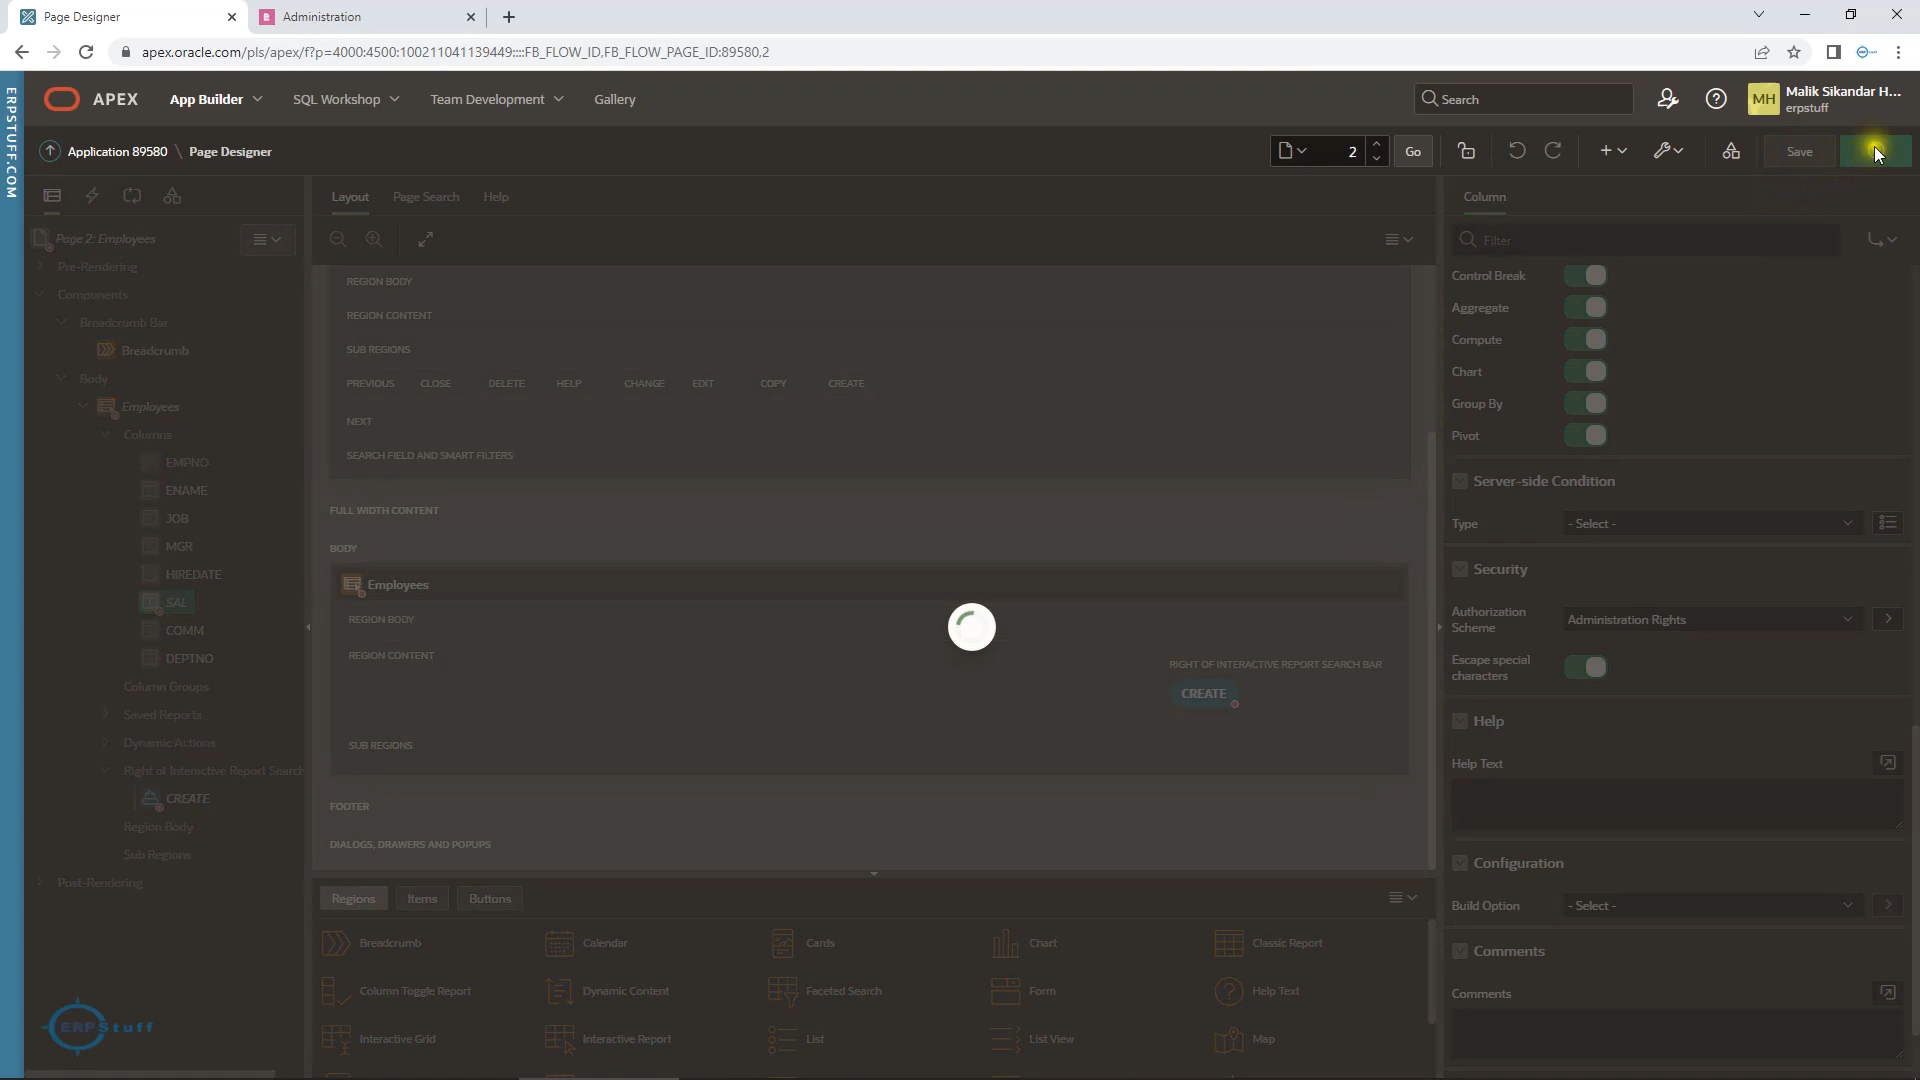 Page Designer
Administration
apex.oracle.com/pls/apex/f?p=4000:4500:100211041139449::::FB_FLOW_ID,FB_FLOW_PAGE_ID:89580,2
ERPSTUFF.COM
APEX
App Builder
SQL Workshop
Team Development
Gallery
Search
MH
Malik Sikandar H...
erpstuff
Application 89580 \ Page Designer
2
Go
Save
Layout
Page Search
Help
Column
Page 2: Employees
Pre-Rendering
Components
Breadcrumb Bar
Breadcrumb
Body
Employees
Columns
EMPNO
ENAME
JOB
MGR
HIREDATE
SAL
COMM
DEPTNO
Column Groups
Saved Reports
Dynamic Actions
Right of Interactive Report Search
CREATE
Region Body
Sub Regions
Post-Rendering
ERPStuff
REGION BODY
REGION CONTENT
SUB REGIONS
PREVIOUS
CLOSE
DELETE
HELP
CHANGE
EDIT
COPY
CREATE
NEXT
SEARCH FIELD AND SMART FILTERS
FULL WIDTH CONTENT
BODY
Employees
REGION BODY
REGION CONTENT
RIGHT OF INTERACTIVE REPORT SEARCH BAR
CREATE
SUB REGIONS
FOOTER
DIALOGS, DRAWERS AND POPUPS
Regions
Items
Buttons
Breadcrumb
Calendar
Cards
Chart
Classic Report
Column Toggle Report
Dynamic Content
Faceted Search
Form
Help Text
Interactive Grid
Interactive Report
List
List View
Map
Filter
Control Break
Aggregate
Compute
Chart
Group By
Pivot
Server-side Condition
Type
- Select -
Security
Authorization
Scheme
Administration Rights
Escape special
characters
Help
Help Text
Configuration
Build Option
- Select -
Comments
Comments